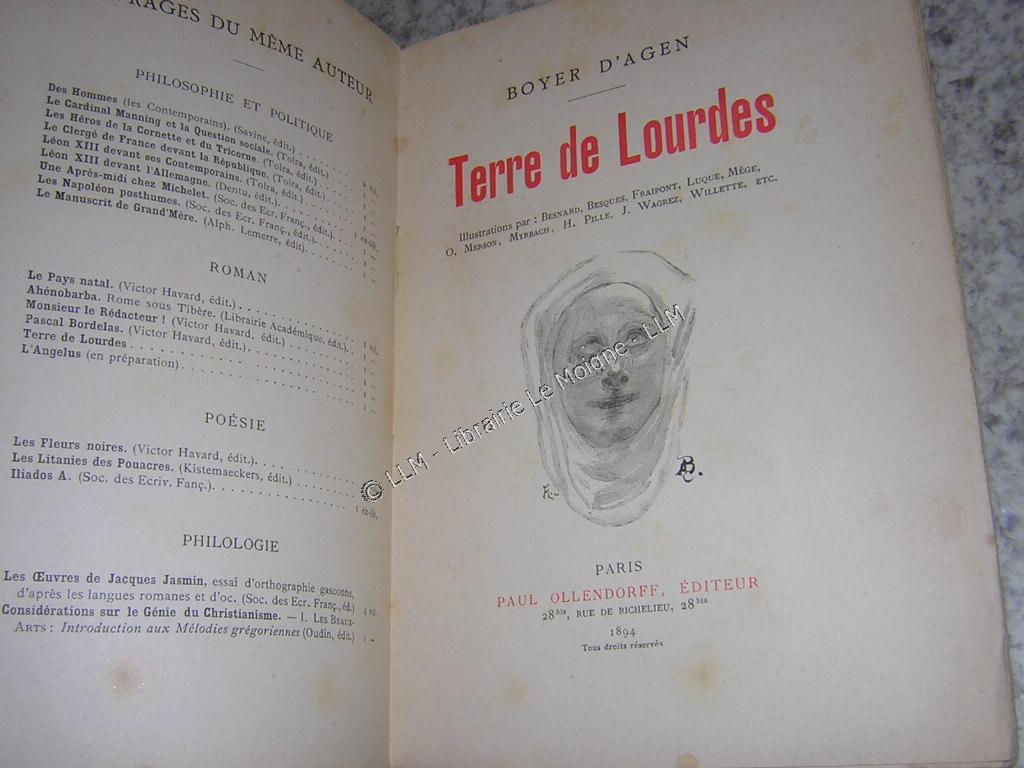 OUVRAGES DU MÊME AUTEUR
PHILOSOPHIE ET POLITIQUE
Des Hommes (les Contemporains). (Savine, édit.)
Le Cardinal Manning et la Question sociale. (Tolra, édit.)
Les Héros de la Cornette et du Tricorne. (Tolra, édit.)
Le Clergé de France devant la République. (Tolra, édit.)
Léon XIII devant ses Contemporains. (Tolra, édit.)
Léon XIII devant l'Allemagne. (Dentu, édit.)
Une Après-midi chez Michelet. (Soc. des Ecr. Franç., édit.)
Les Napoléon posthumes. (Soc. des Ecr. Franç., édit.)
Le Manuscrit de Grand'Mère. (Alph. Lemerre, édit)
ROMAN
Le Pays natal. (Victor Havard, édit.)
Ahénobarba. Rome sous Tibère. (Librairie Académique, édit.)
Monsieur le Rédacteur ! (Victor Havard. édit.)
Pascal Bordelas. (Victor Havard, édit.)
Terre de Lourdes
L'Angelus (en préparation)
POÉSIE
Les Fleurs noires. (Victor Havard, édit.)
Les Litanies des Pouacres. (Kistemaeckers, édit.)
Iliados A. (Soc. des Ecriv. Fanç.)
PHILOLOGIE
Les Œuvres de Jacques Jasmin, essai d'orthographie gasconne,
d'après les langues romanes et d'oc. (Soc. des Ecr. Franç., éd.) 4 vol.
Considérations sur le Génie du Christianisme. — I. LES BEAUX-
ARTS : Introduction aux Mélodies grégoriennes (Oudin, édit.) 1 —
BOYER D'AGEN
Terre de Lourdes
Illustrations par : BESNARD, BESQUES, FRAIPONT, LUQUE, MÈGE,
O. MERSON, MYRBACH, H. PILLE, J. WAGREZ, WILLETTE, ETC.
© LLM - Librairie Le Moigne - LLM
PARIS
PAUL OLLENDORFF, ÉDITEUR
28 bis, RUE DE RICHELIEU, 28 bis
1894
Tous droits réservés